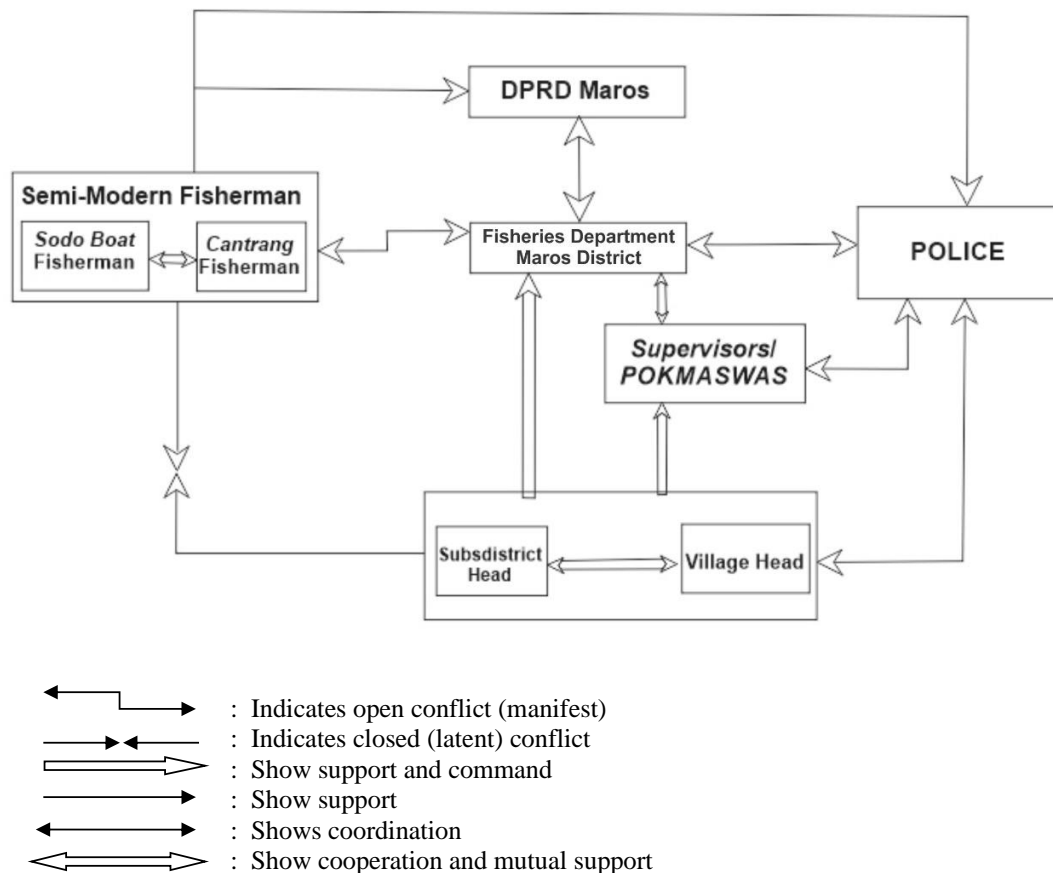 DPRD Maros
Semi-Modern Fisherman
Sodo Boat
Fisherman
Cantrang
Fisherman
Fisheries Department
Maros District
POLICE
Supervisors/
POKMASWAS
Subsdistrict
Head
Village Head
: Indicates open conflict (manifest)
: Indicates closed (latent) conflict
: Show support and command
: Show support
: Shows coordination
: Show cooperation and mutual support